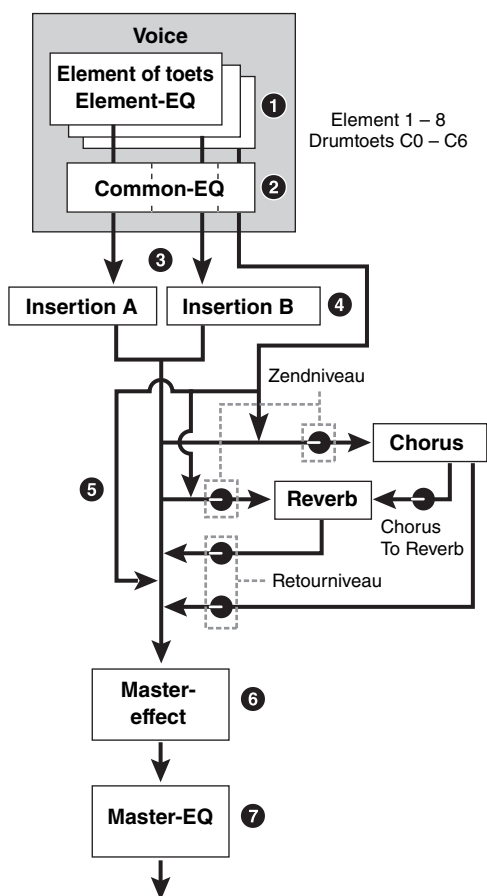 Voice
Element of toets
Element-EQ
1
Element 1 – 8
Drumtoets C0 – C6
Common-EQ
2
3
Insertion A
Insertion B
4
Zendniveau
Chorus
5
Reverb
Chorus
To Reverb
Retourniveau
Master-
effect
6
Master-EQ
7